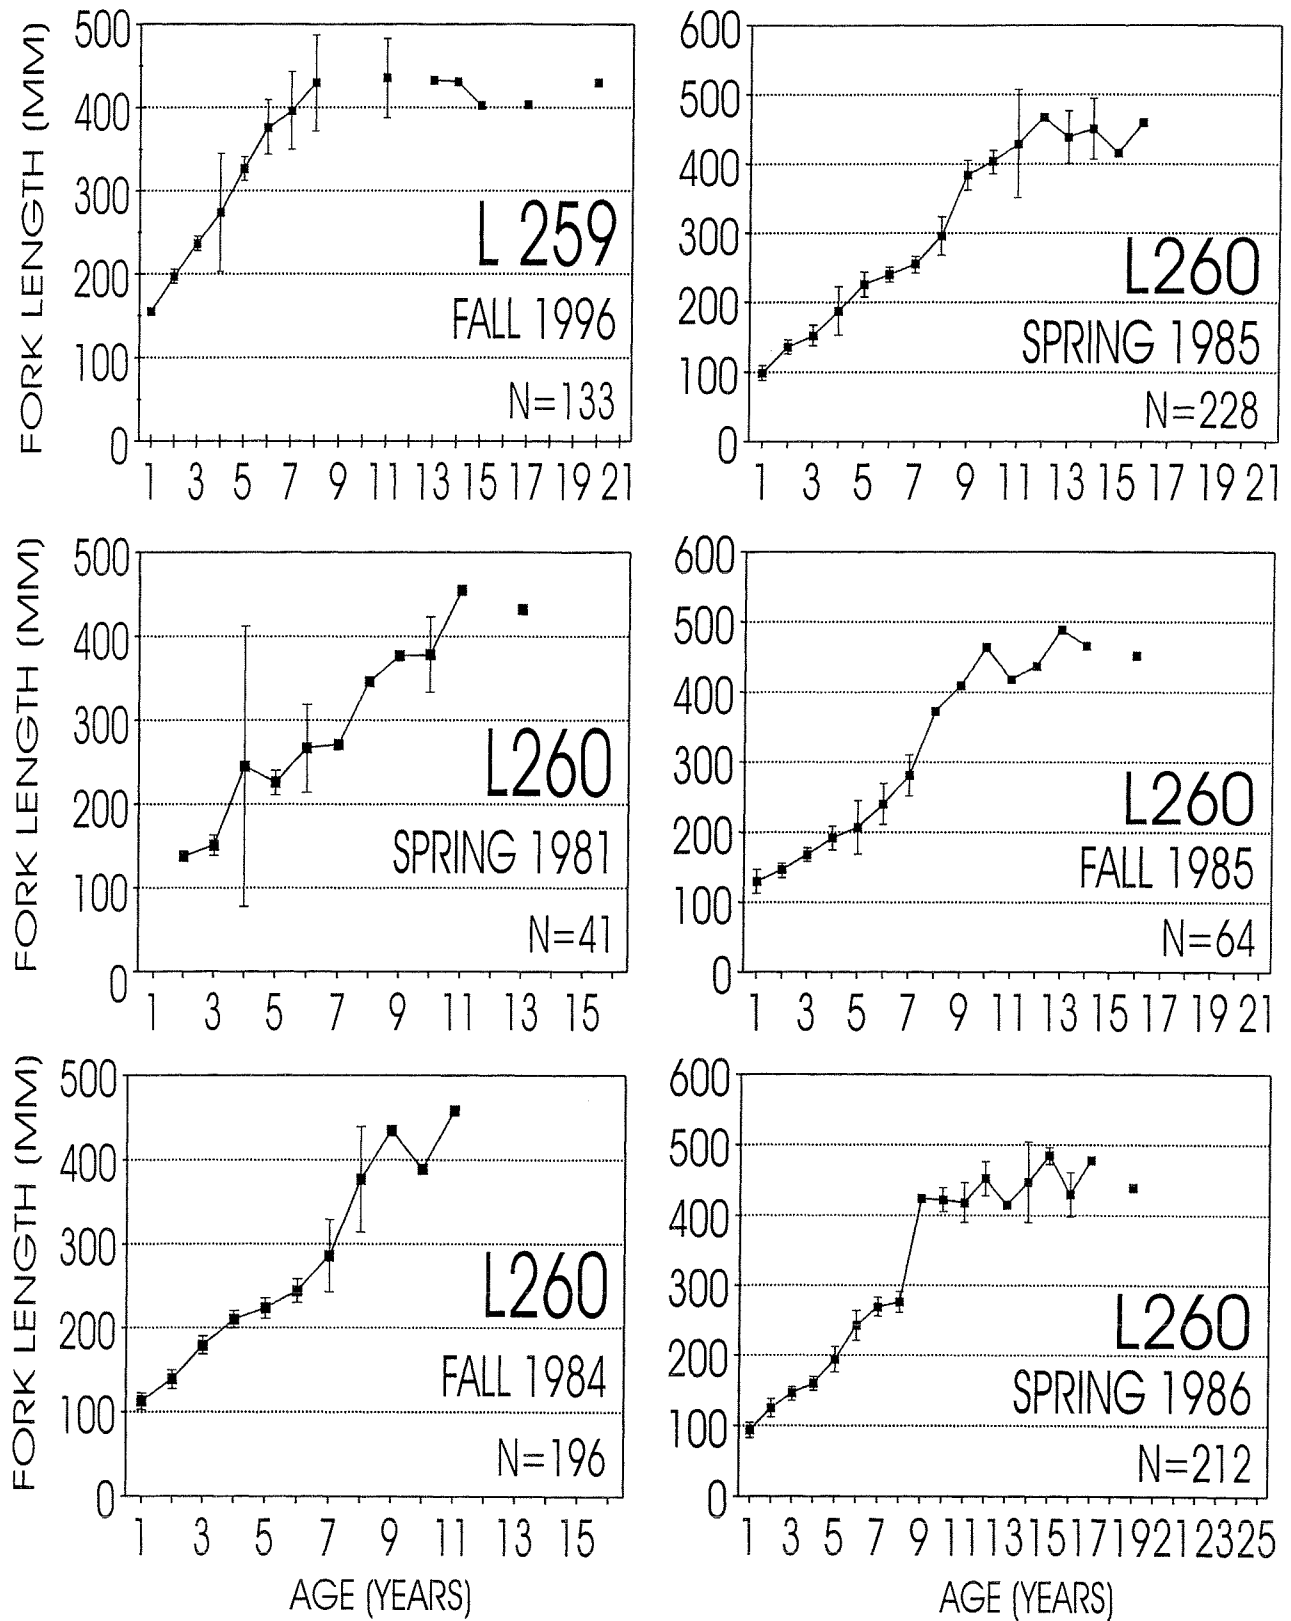 FORK LENGTH (MM)
500
400
300
200
100
0
L 259
FALL 1996
N=133
1 3 5 7 9 11 13 15 17 19 21
600
500
400
300
200
100
0
L260
SPRING 1985
N=228
1 3 5 7 9 11 13 15 17 19 21
FORK LENGTH (MM)
500
400
300
200
100
0
L260
SPRING 1981
N=41
1 3 5 7 9 11 13 15
600
500
400
300
200
100
0
L260
FALL 1985
N=64
1 3 5 7 9 11 13 15 17 19 21
FORK LENGTH (MM)
500
400
300
200
100
0
L260
FALL 1984
N=196
1 3 5 7 9 11 13 15
AGE (YEARS)
600
500
400
300
200
100
0
L260
SPRING 1986
N=212
1 3 5 7 9 11 13 15 17 19 21 23 25
AGE (YEARS)